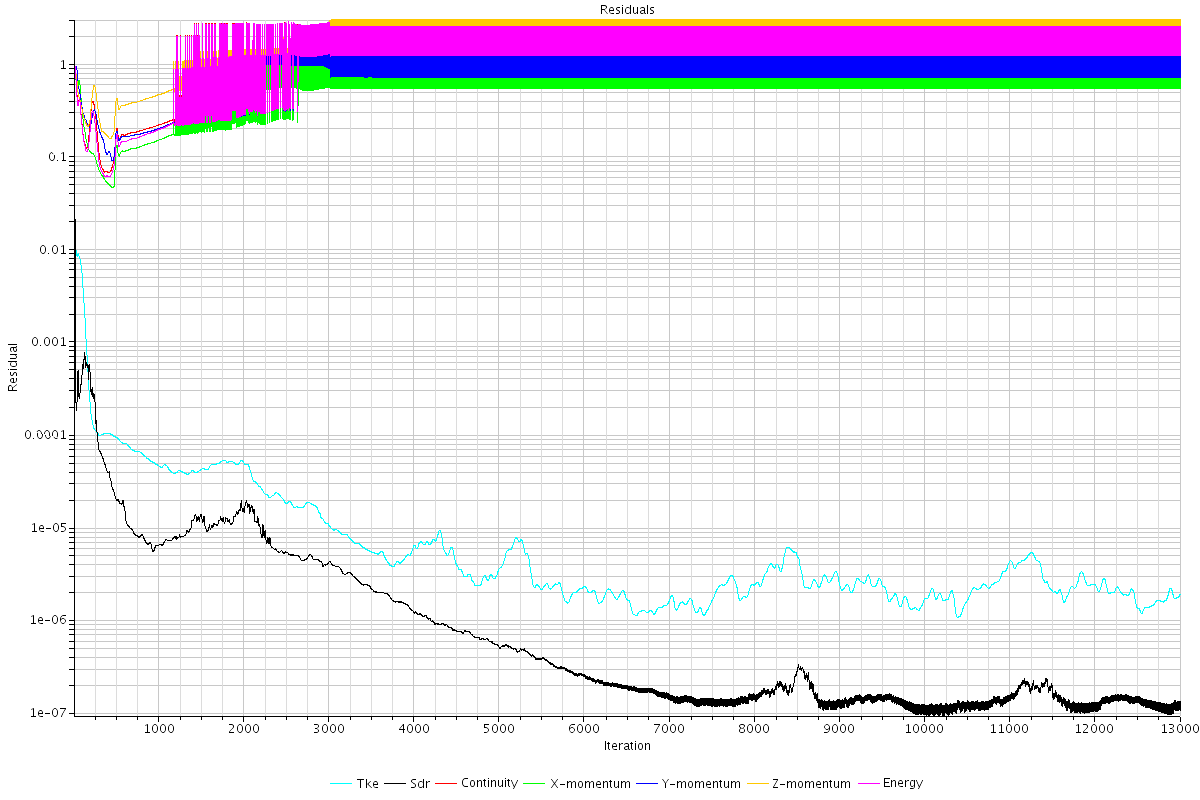 Residuals
1
0.1
0.01
0.001
0.0001
1e-05
1e-06
1e-07
Residual
1000 2000 3000 4000 5000 6000 7000 8000 9000 10000 11000 12000 13000
Iteration
Tke Sdr Continuity X-momentum Y-momentum Z-momentum Energy